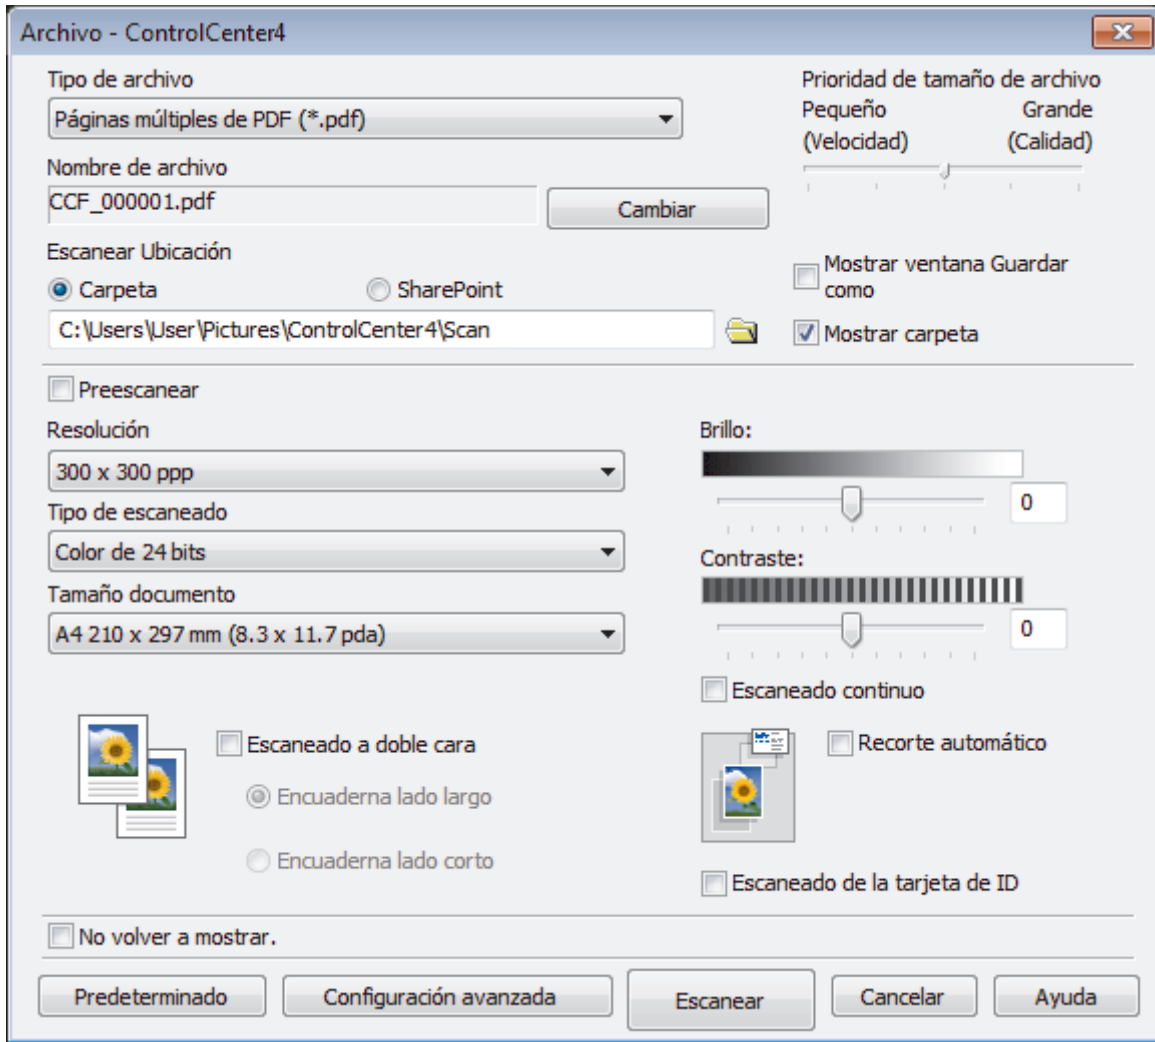 Archivo - ControlCenter4
Tipo de archivo
Páginas múltiples de PDF (*.pdf)
Prioridad de tamaño de archivo
Pequeño Grande
(Velocidad) (Calidad)
Nombre de archivo
CCF_000001.pdf
Cambiar
Escanear Ubicación
Carpeta
SharePoint
C:\Users\User\Pictures\ControlCenter4\Scan
Mostrar ventana Guardar
como
Mostrar carpeta
Preescanear
Resolución
300 x 300 ppp
Tipo de escaneado
Color de 24 bits
Tamaño documento
A4 210 x 297 mm (8.3 x 11.7 pda)
Brillo:
0
Contraste:
0
Escaneado continuo
Escaneado a doble cara
Encuaderna lado largo
Encuaderna lado corto
Recorte automático
Escaneado de la tarjeta de ID
No volver a mostrar.
Predeterminado
Configuración avanzada
Escanear
Cancelar
Ayuda